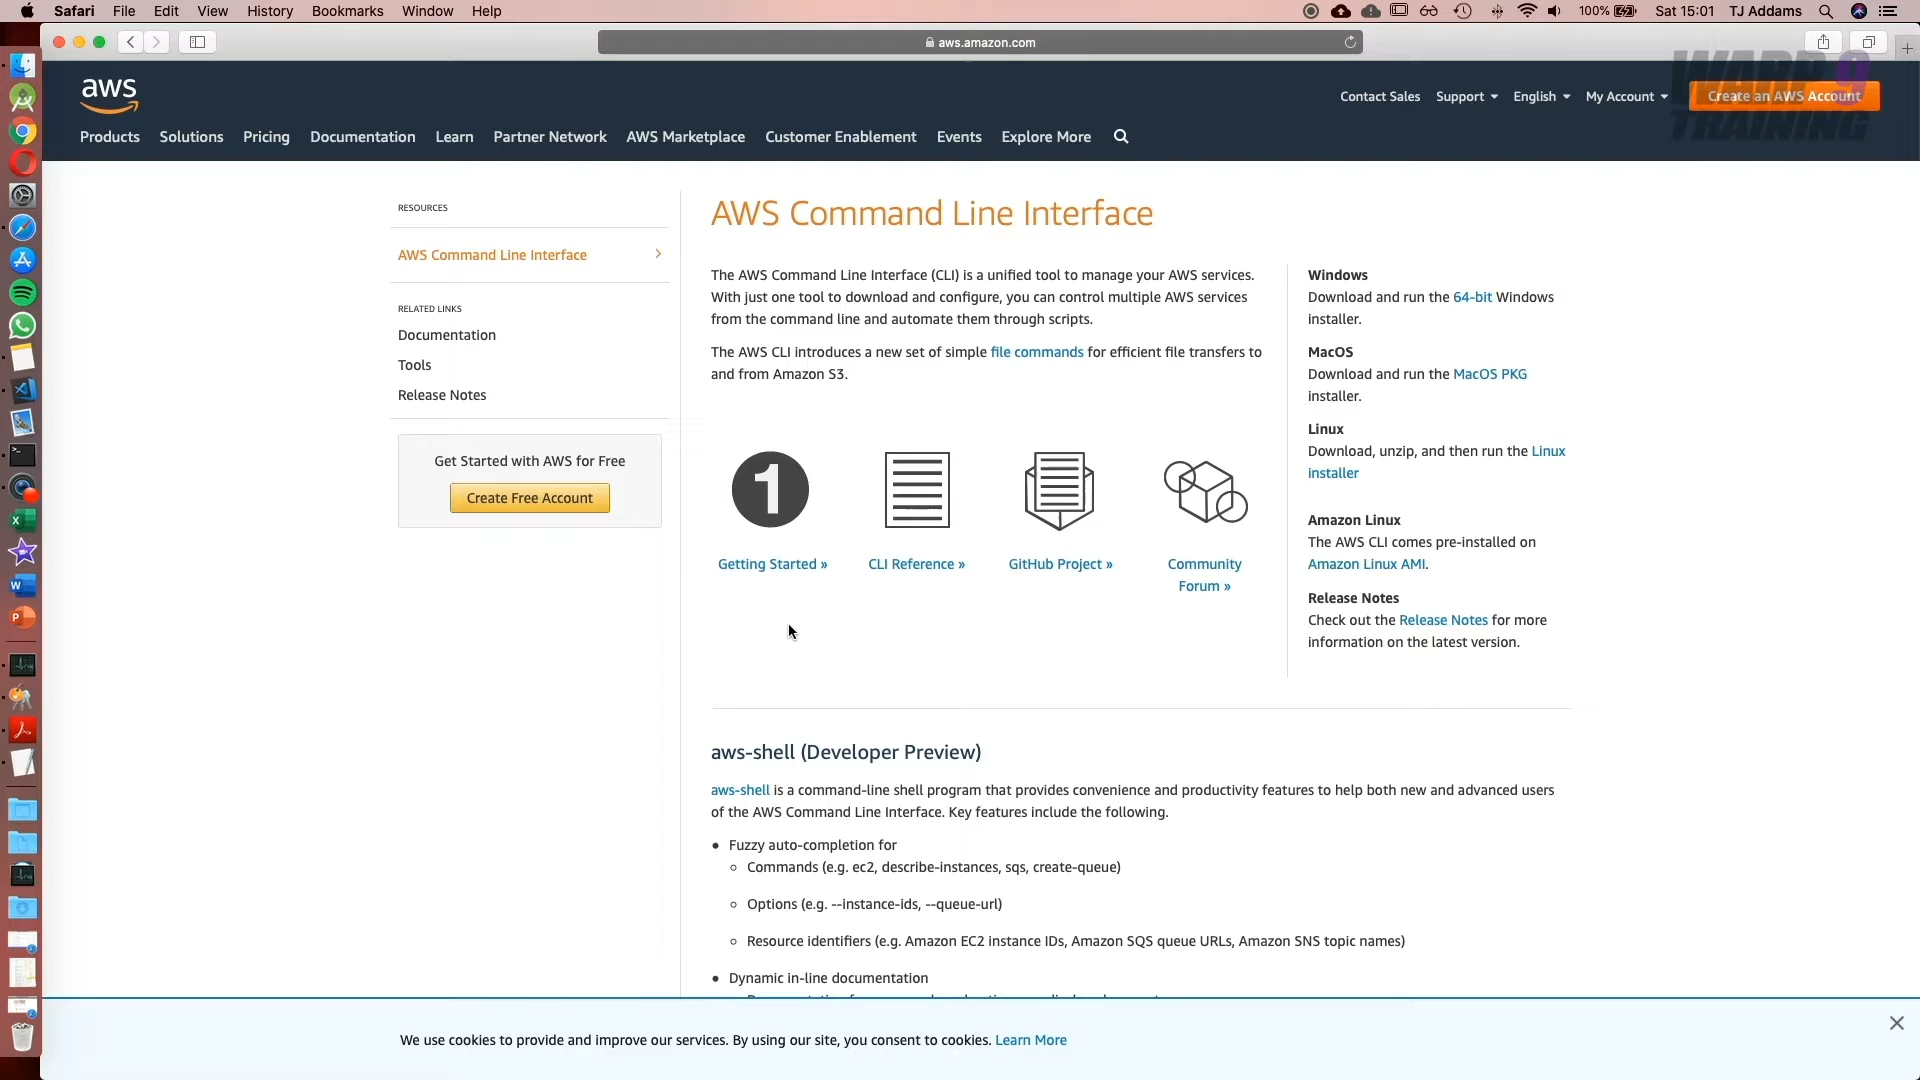 Safari File Edit View History Bookmarks Window Help
100% Sat 15:01 TJ Addams
aws.amazon.com
WARP 9
TRAINING
aws
Contact Sales Support English My Account Create an AWS Account
Products Solutions Pricing Documentation Learn Partner Network AWS Marketplace Customer Enablement Events Explore More
RESOURCES
AWS Command Line Interface
RELATED LINKS
Documentation
Tools
Release Notes
Get Started with AWS for Free
Create Free Account
AWS Command Line Interface
The AWS Command Line Interface (CLI) is a unified tool to manage your AWS services.
With just one tool to download and configure, you can control multiple AWS services
from the command line and automate them through scripts.
The AWS CLI introduces a new set of simple file commands for efficient file transfers to
and from Amazon S3.
1
Getting Started »
CLI Reference »
GitHub Project »
Community
Forum »
Windows
Download and run the 64-bit Windows
installer.
MacOS
Download and run the MacOS PKG
installer.
Linux
Download, unzip, and then run the Linux
installer
Amazon Linux
The AWS CLI comes pre-installed on
Amazon Linux AMI.
Release Notes
Check out the Release Notes for more
information on the latest version.
aws-shell (Developer Preview)
aws-shell is a command-line shell program that provides convenience and productivity features to help both new and advanced users
of the AWS Command Line Interface. Key features include the following.
• Fuzzy auto-completion for
Commands (e.g. ec2, describe-instances, sqs, create-queue)
Options (e.g. --instance-ids, --queue-url)
Resource identifiers (e.g. Amazon EC2 instance IDs, Amazon SQS queue URLs, Amazon SNS topic names)
• Dynamic in-line documentation
We use cookies to provide and improve our services. By using our site, you consent to cookies. Learn More